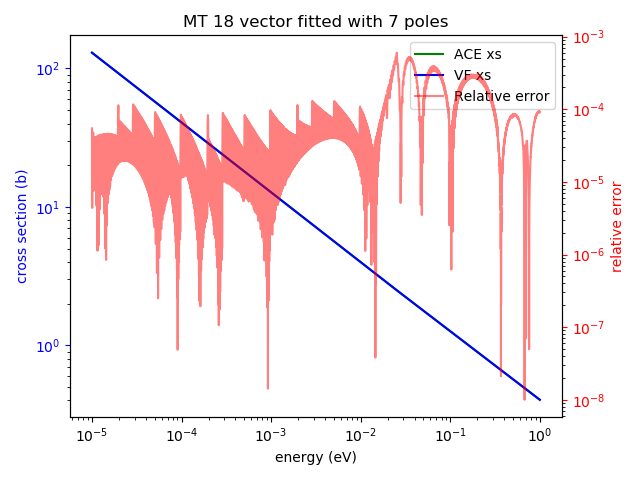 MT 18 vector fitted with 7 poles
ACE xs
VF xs
Relative error
cross section (b)
10² 
10¹
10⁰
relative error
10⁻³
10⁻⁴
10⁻⁵
10⁻⁶
10⁻⁷
10⁻⁸
10⁻⁵ 10⁻⁴ 10⁻³ 10⁻² 10⁻¹ 10⁰
energy (eV)